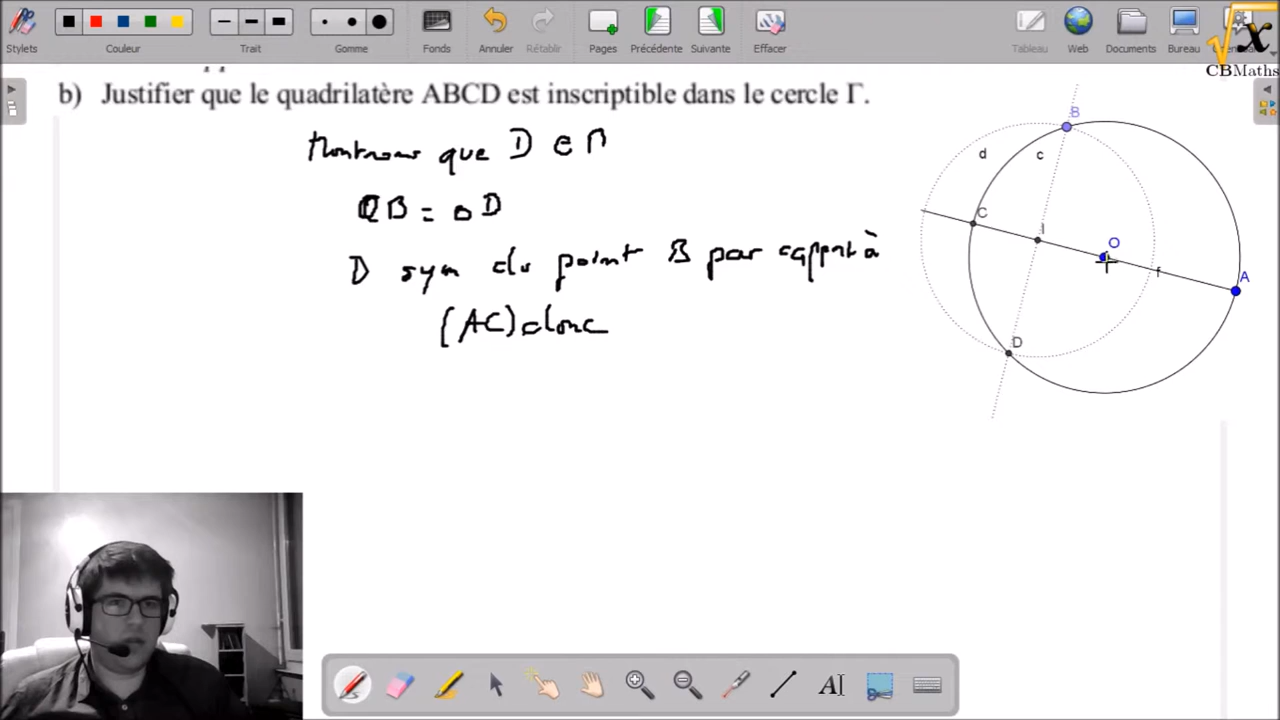 Stylets
Couleur
Trait
Gomme
Fonds
Annuler
Rétablir
Pages
Précédente
Suivante
Effacer
Tableau
Web
Documents
Bureau
CBMaths
b) Justifier que le quadrilatère ABCD est inscriptible dans le cercle Γ.
Montrons que D ∈ Γ
OB = OD
D sym du point B par rapport à
(AC) donc
B
d
c
C
I
O
f
A
D